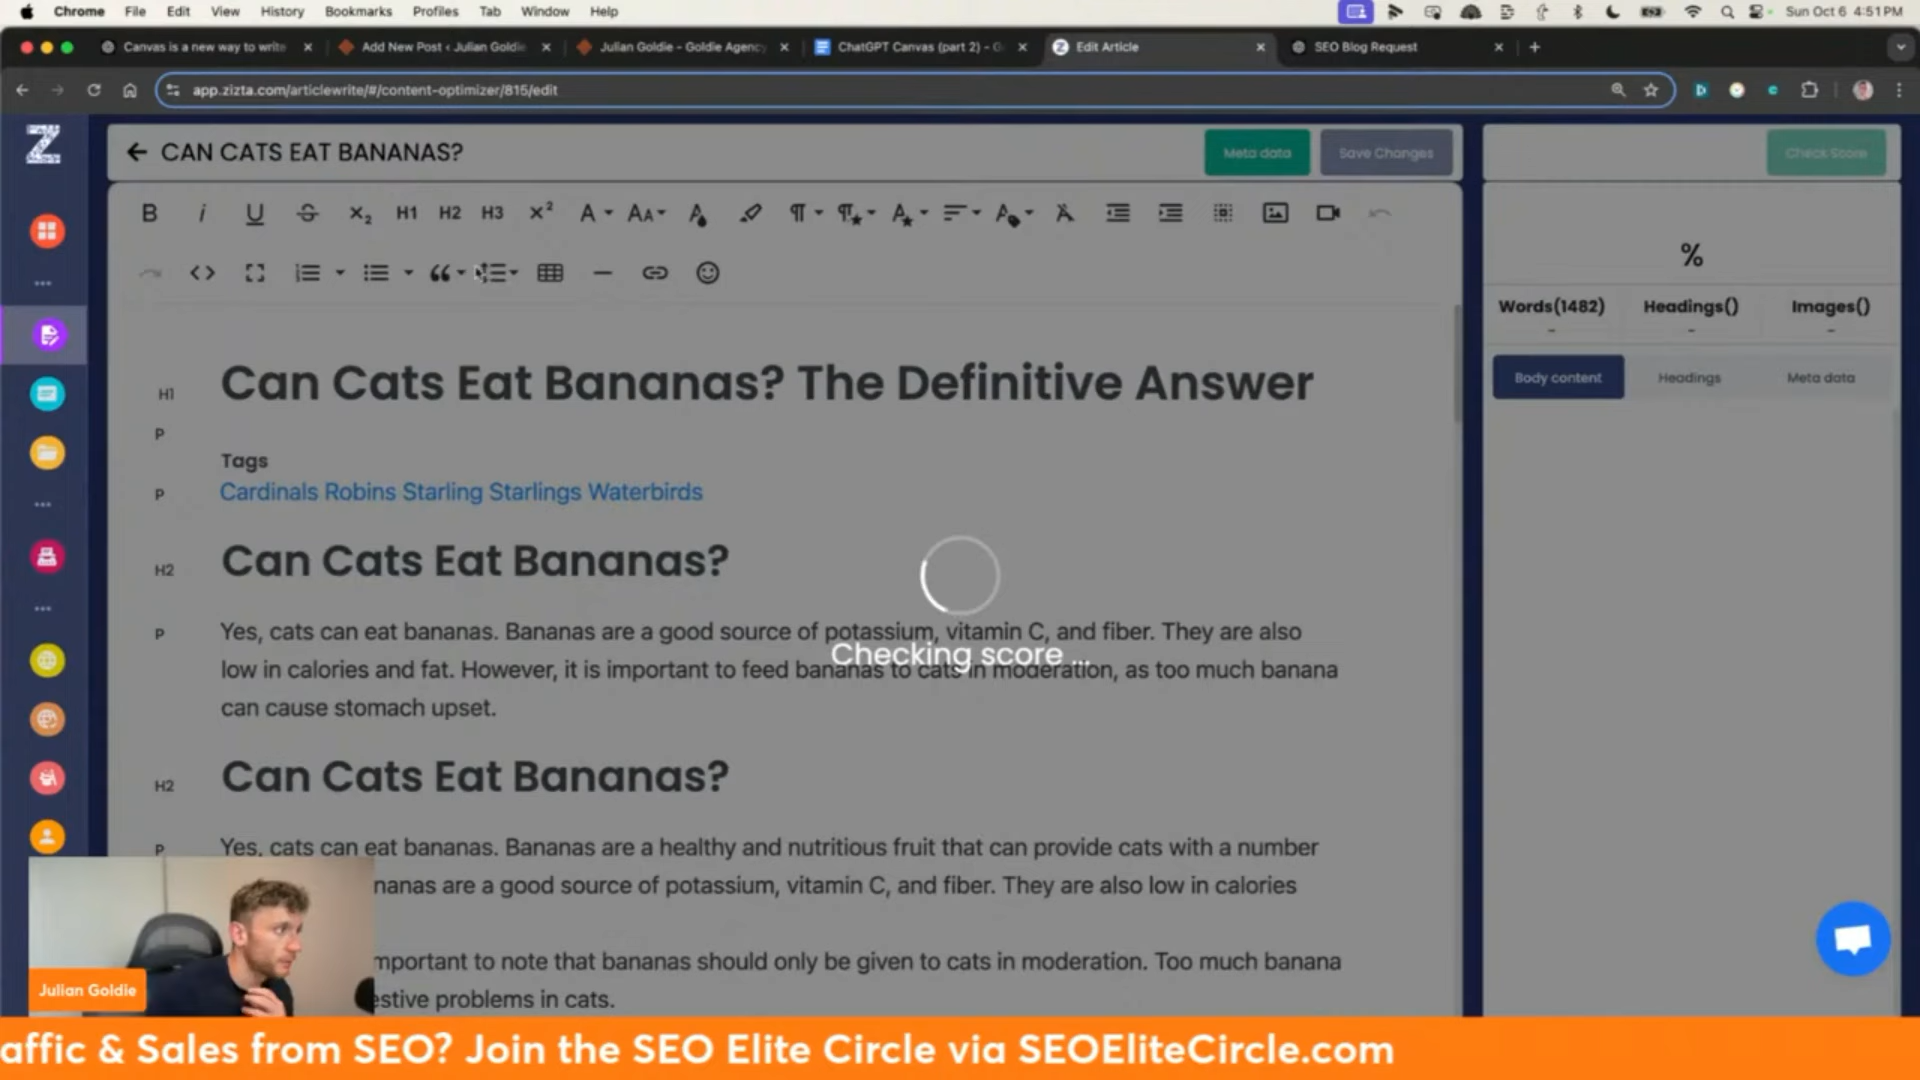 Chrome File Edit View History Bookmarks Profiles Tab Window Help Sun Oct 6 4:51 PM
Canvas is a new way to write Add New Post ‹ Julian Goldie Julian Goldie - Goldie Agency ChatGPT Canvas (part 2) - G Edit Article SEO Blog Request
app.zizta.com/articlewrite/#/content-optimizer/815/edit
CAN CATS EAT BANANAS? Meta data Save Changes Check Score
B i U S X₂ H1 H2 H3 X²
%
Words(1482) Headings() Images()
- - -
Body content Headings Meta data
H1 Can Cats Eat Bananas? The Definitive Answer
P
Tags
P Cardinals Robins Starling Starlings Waterbirds
H2 Can Cats Eat Bananas?
P Yes, cats can eat bananas. Bananas are a good source of potassium, vitamin C, and fiber. They are also
Checking score ...
low in calories and fat. However, it is important to feed bananas to cats in moderation, as too much banana
can cause stomach upset.
H2 Can Cats Eat Bananas?
P Yes, cats can eat bananas. Bananas are a healthy and nutritious fruit that can provide cats with a number
nanas are a good source of potassium, vitamin C, and fiber. They are also low in calories
mportant to note that bananas should only be given to cats in moderation. Too much banana
estive problems in cats.
Julian Goldie
affic & Sales from SEO? Join the SEO Elite Circle via SEOEliteCircle.com